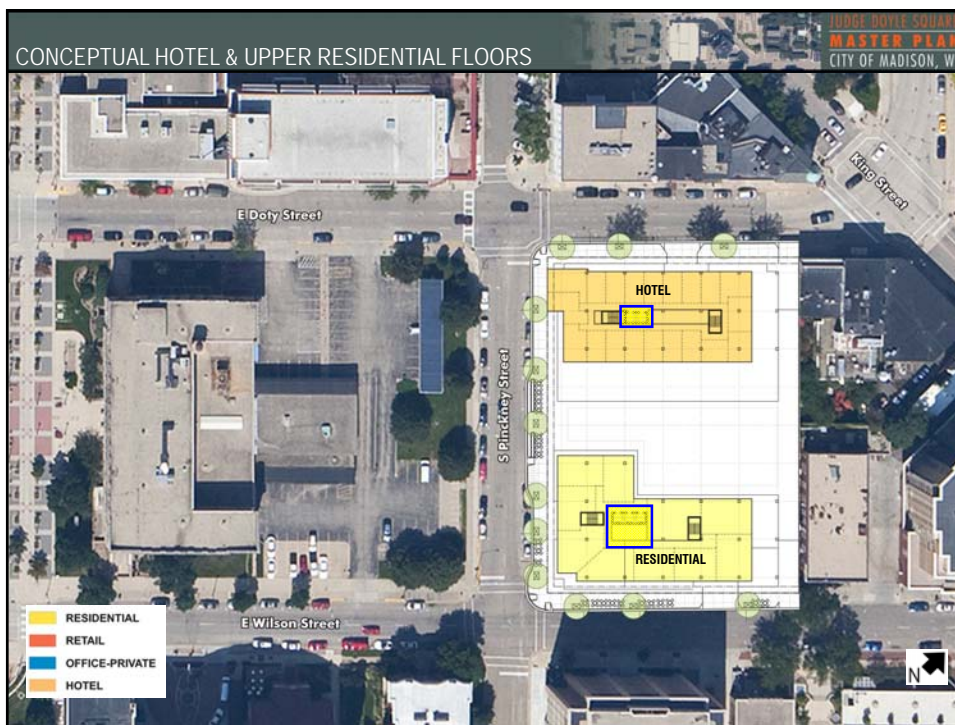 CONCEPTUAL HOTEL & UPPER RESIDENTIAL FLOORS
JUDGE DOYLE SQUARE
MASTER PLAN
CITY OF MADISON, W
E Doty Street
King Street
HOTEL
S Pinckney Street
RESIDENTIAL
E Wilson Street
RESIDENTIAL
RETAIL
OFFICE-PRIVATE
HOTEL
N